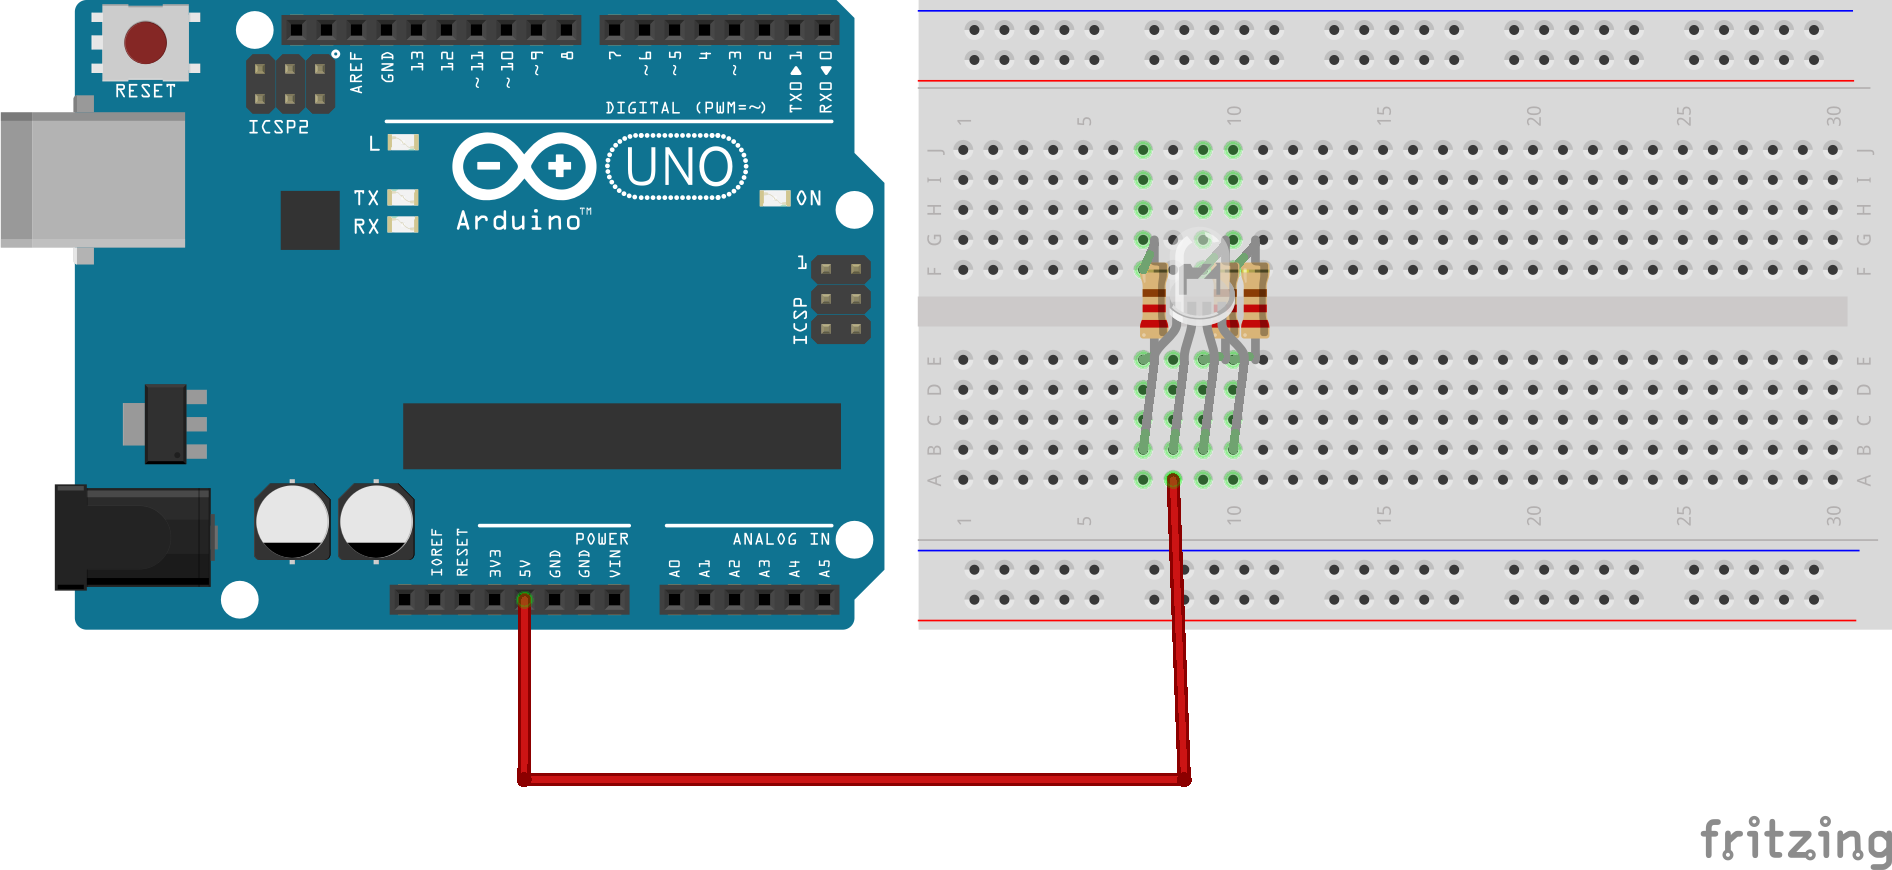 RESET
ICSP2
AREF
GND
13
12
~11
~10
~9
8
7
~6
~5
4
~3
2
TX0▶1
RX0◀0
DIGITAL (PWM=~)
L
TX
RX
UNO
Arduino™
ON
1
ICSP
IOREF
RESET
3V3
5V
GND
GND
VIN
POWER
ANALOG IN
A0
A1
A2
A3
A4
A5
1 5 10 15 20 25 30
J J
I I
H H
G G
F F
E E
D D
C C
B B
A A
1 5 10 15 20 25 30
fritzing